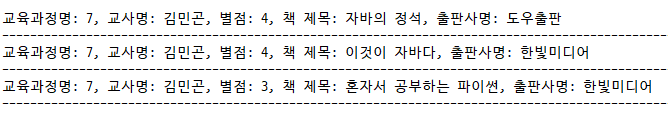 교육과정명: 7, 교사명: 김민곤, 별점: 4, 책 제목: 자바의 정석, 출판사명: 도우출판
--------------------------------------------------------------------------------
교육과정명: 7, 교사명: 김민곤, 별점: 4, 책 제목: 이것이 자바다, 출판사명: 한빛미디어
--------------------------------------------------------------------------------
교육과정명: 7, 교사명: 김민곤, 별점: 3, 책 제목: 혼자서 공부하는 파이썬, 출판사명: 한빛미디어
--------------------------------------------------------------------------------